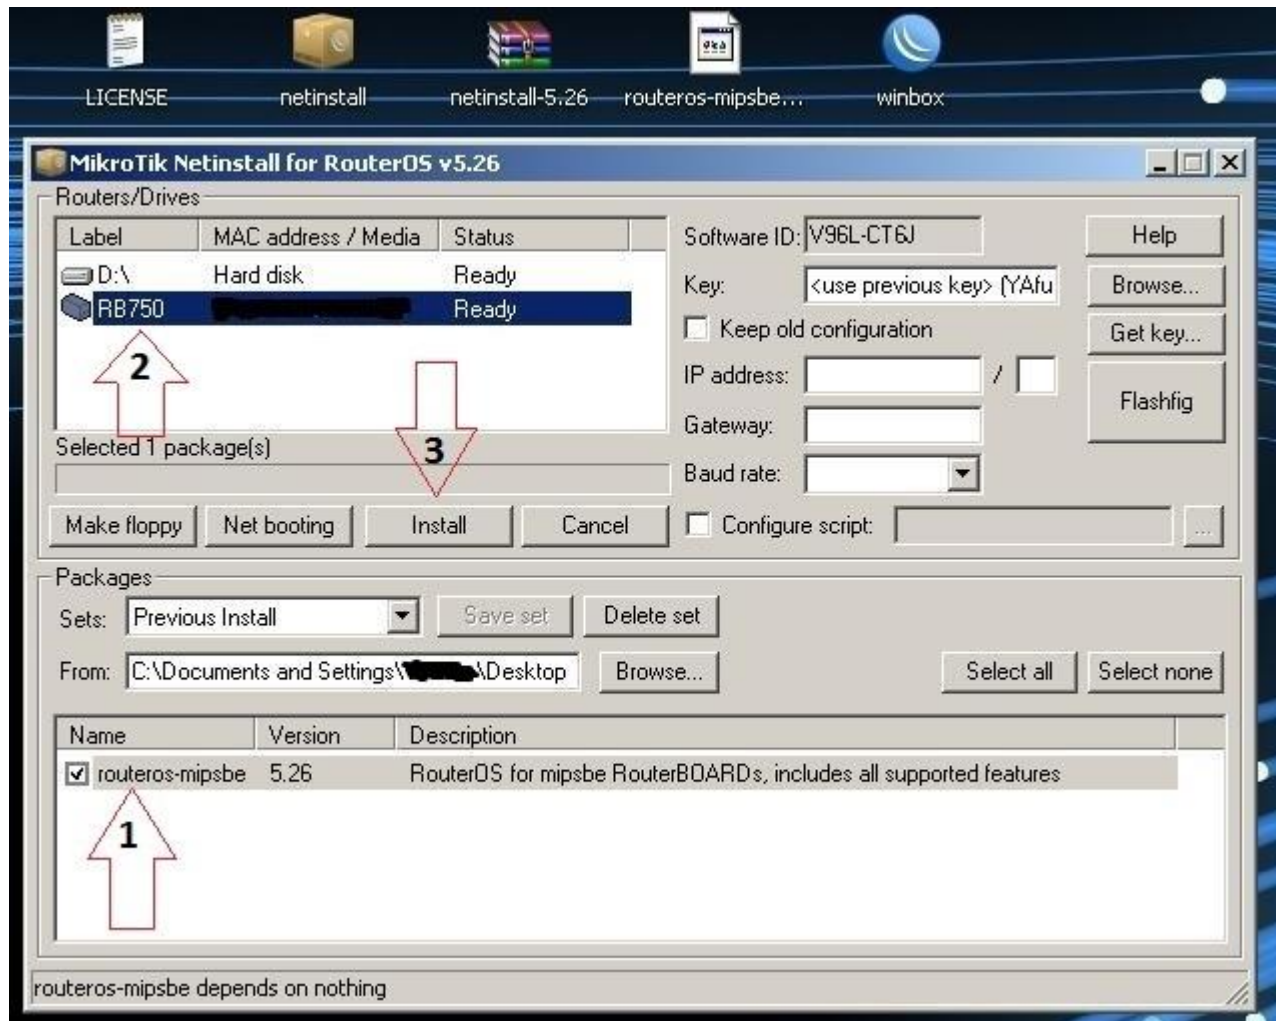 LICENSE
netinstall
netinstall-5.26
routeros-mipsbe...
winbox
MikroTik Netinstall for RouterOS v5.26
Routers/Drives
Label MAC address / Media Status
D:\ Hard disk Ready
RB750 Ready
2
3
Selected 1 package(s)
Make floppy Net booting Install Cancel
Software ID: V96L-CT6J Help
Key: <use previous key> (YAfu Browse...
Keep old configuration Get key...
IP address: /
Flashfig
Gateway:
Baud rate:
Configure script: ...
Packages
Sets: Previous Install Save set Delete set
From: C:\Documents and Settings\ \Desktop Browse... Select all Select none
Name Version Description
routeros-mipsbe 5.26 RouterOS for mipsbe RouterBOARDs, includes all supported features
1
routeros-mipsbe depends on nothing